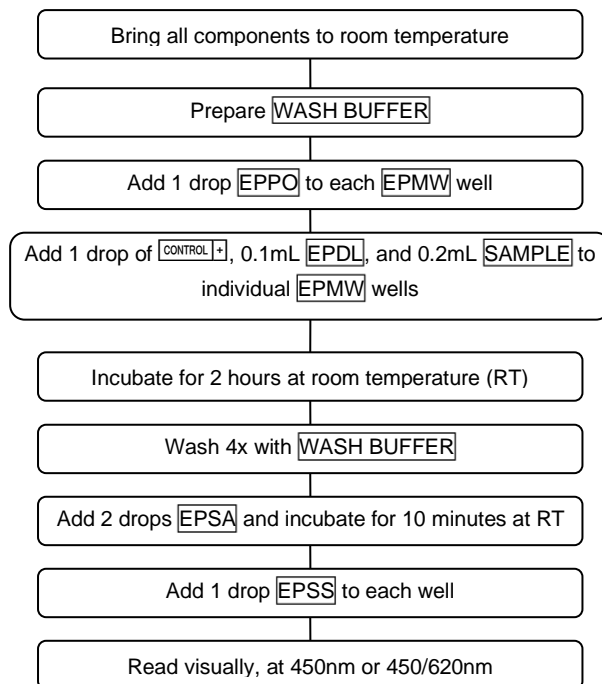 Bring all components to room temperature
Prepare WASH BUFFER
Add 1 drop EPPO to each EPMW well
Add 1 drop of CONTROL +, 0.1mL EPDL, and 0.2mL SAMPLE to
individual EPMW wells
Incubate for 2 hours at room temperature (RT)
Wash 4x with WASH BUFFER
Add 2 drops EPSA and incubate for 10 minutes at RT
Add 1 drop EPSS to each well
Read visually, at 450nm or 450/620nm